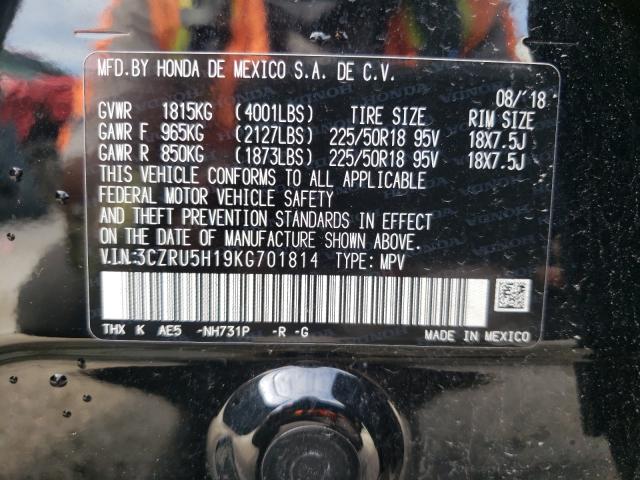 MFD.BY HONDA DE MEXICO S.A. DE C.V.
08/'18
GVWR 1815KG (4001LBS) TIRE SIZE RIM SIZE
GAWR F 965KG (2127LBS) 225/50R18 95V 18X7.5J
GAWR R 850KG (1873LBS) 225/50R18 95V 18X7.5J
THIS VEHICLE CONFORMS TO ALL APPLICABLE
FEDERAL MOTOR VEHICLE SAFETY
AND THEFT PREVENTION STANDARDS IN EFFECT
ON THE DATE OF MANUFACTURE SHOWN ABOVE.
V.I.N.:3CZRU5H19KG701814 TYPE: MPV
THX K AE5 -NH731P -R -G
MADE IN MEXICO